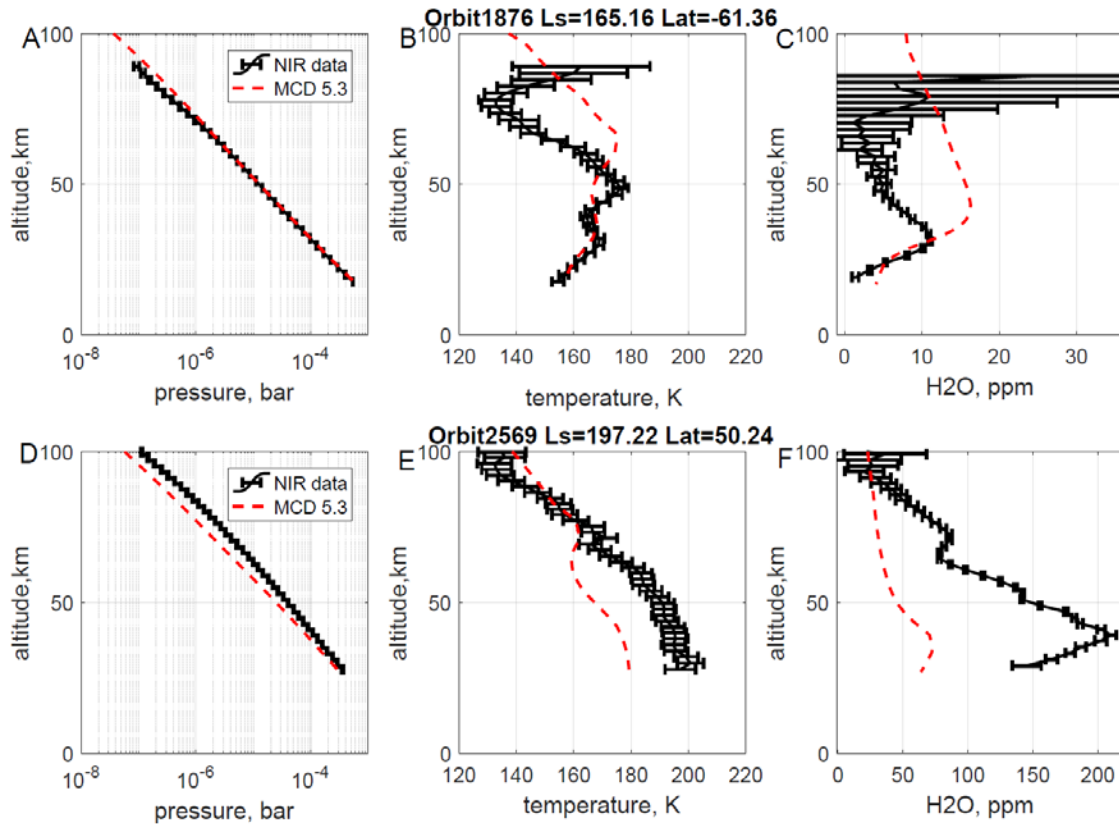 Orbit1876 Ls=165.16 Lat=-61.36
A
100
50
0
altitude,km
NIR data
MCD 5.3
10-8
10-6
10-4
pressure, bar
B
100
50
0
altitude,km
120 140 160 180 200 220
temperature, K
C
100
50
0
altitude,km
0 10 20 30
H2O, ppm
Orbit2569 Ls=197.22 Lat=50.24
D
100
50
0
altitude,km
NIR data
MCD 5.3
10-8
10-6
10-4
pressure, bar
E
100
50
0
altitude,km
120 140 160 180 200 220
temperature, K
F
100
50
0
altitude,km
0 50 100 150 200
H2O, ppm